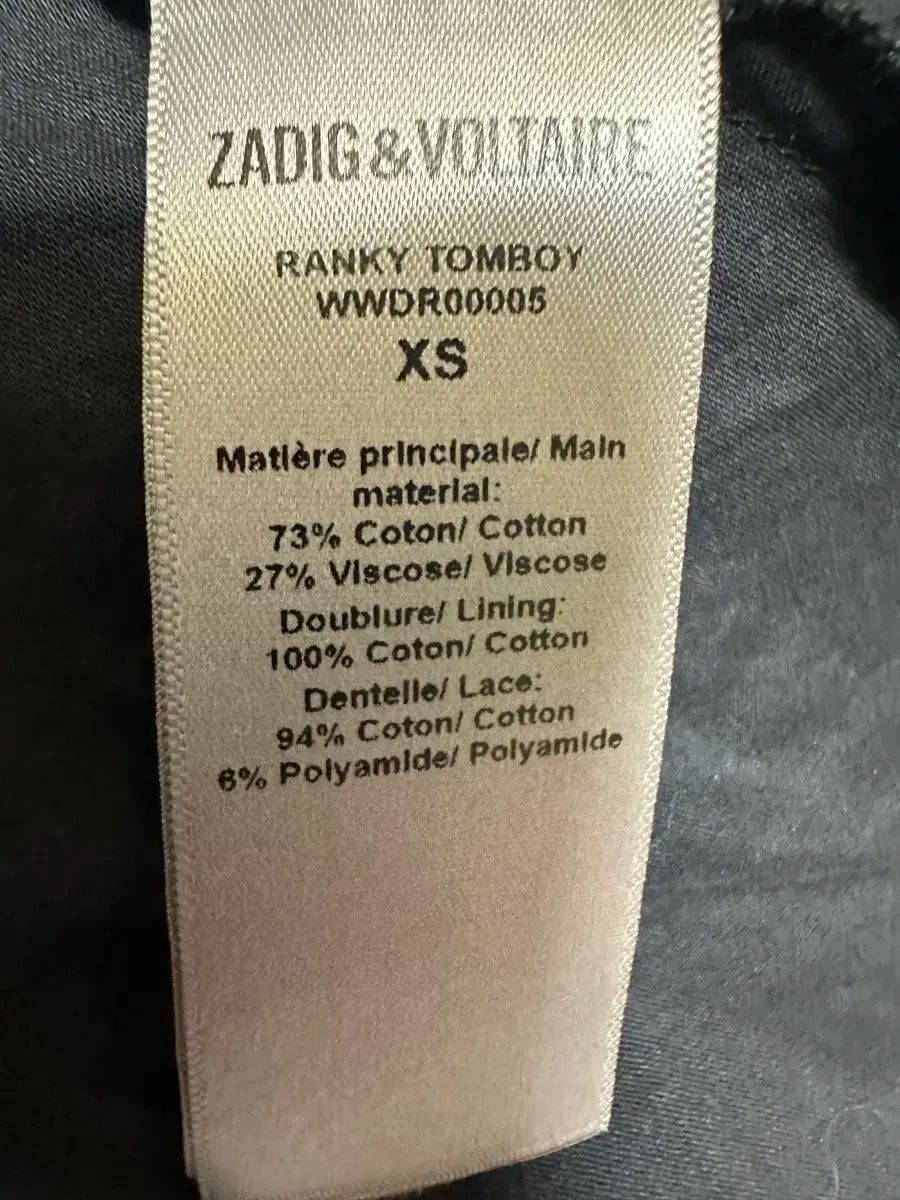 ZADIG&VOLTAIRE
RANKY TOMBOY
WWDR00005
XS
Matière principale/ Main
material:
73% Coton/ Cotton
27% Viscose/ Viscose
Doublure/ Lining:
100% Coton/ Cotton
Dentelle/ Lace:
94% Coton/ Cotton
6% Polyamide/ Polyamide